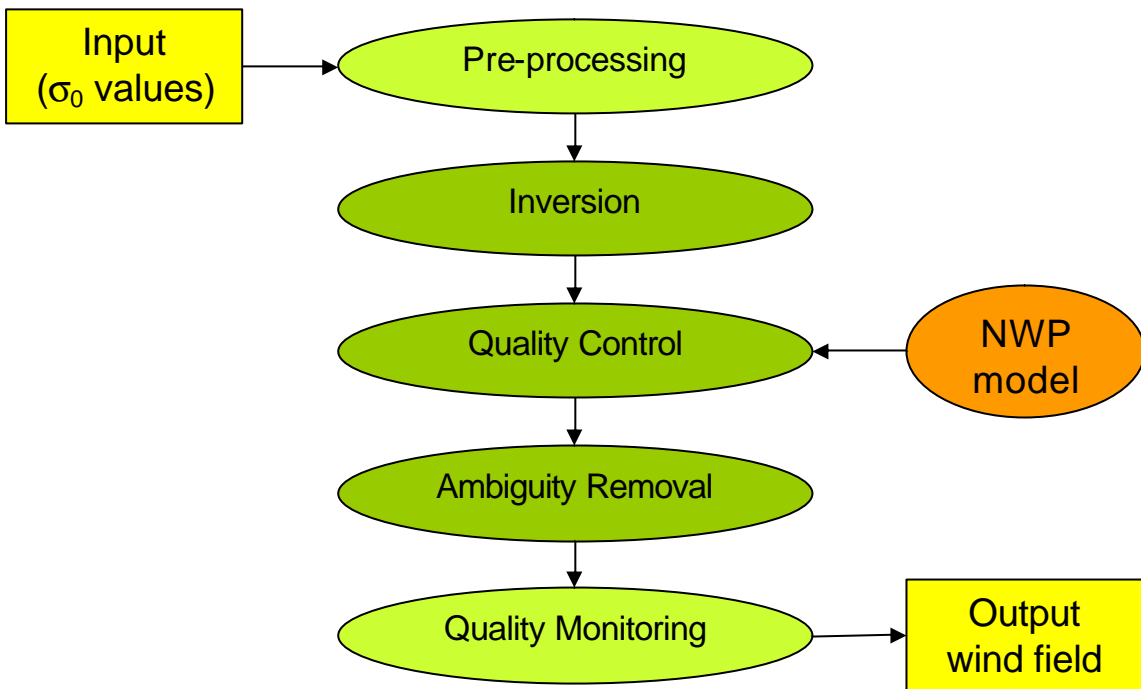 Input
(σ₀ values)
Pre-processing
Inversion
Quality Control
NWP
model
Ambiguity Removal
Quality Monitoring
Output
wind field